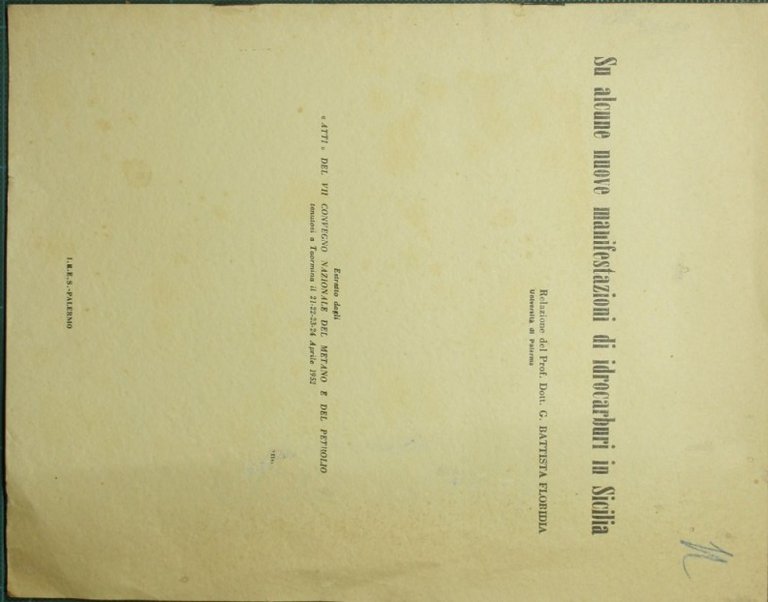 Su alcune nuove manifestazioni di idrocarburi in Sicilia
Relazione del Prof. Dott. G. BATTISTA FLORIDIA
Università di Palermo
Estratto dagli
« ATTI » DEL VII CONVEGNO NAZIONALE DEL METANO E DEL PETROLIO
tenutosi a Taormina il 21-22-23-24 Aprile 1952
I.R.E.S.-PALERMO